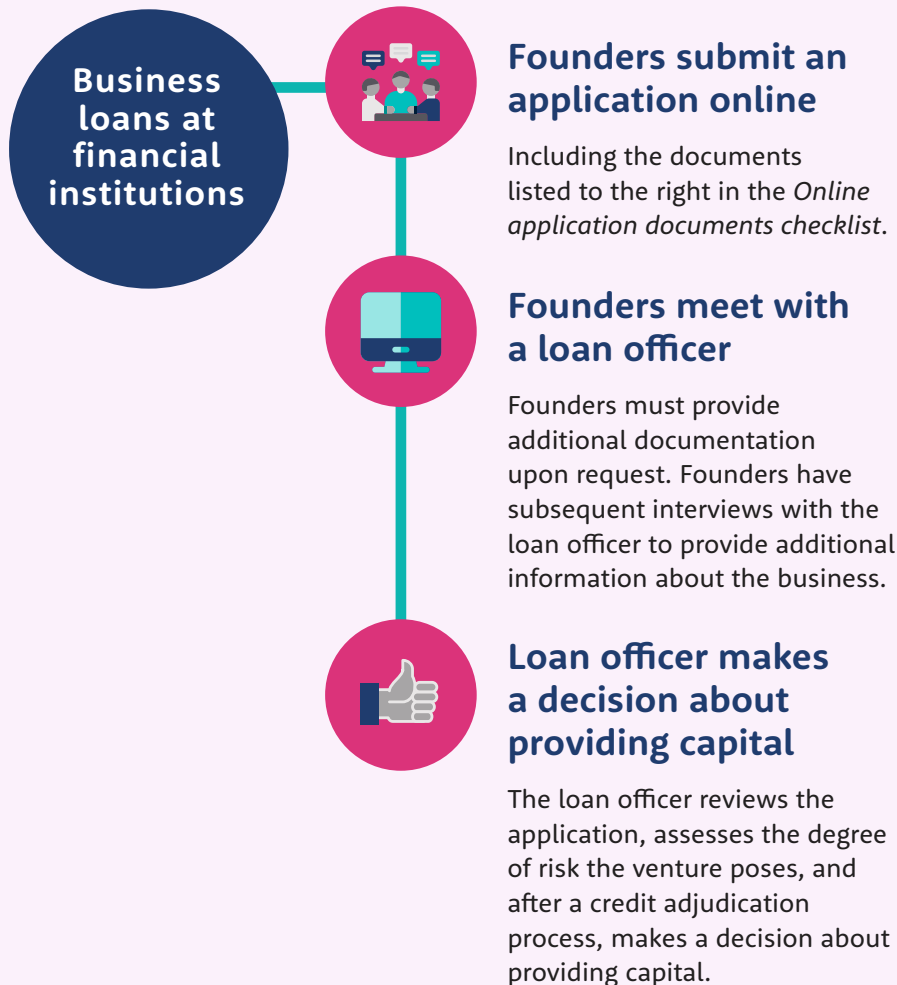 Business
loans at
financial
institutions
Founders submit an
application online
Including the documents
listed to the right in the Online
application documents checklist.
Founders meet with
a loan officer
Founders must provide
additional documentation
upon request. Founders have
subsequent interviews with the
loan officer to provide additional
information about the business.
Loan officer makes
a decision about
providing capital
The loan officer reviews the
application, assesses the degree
of risk the venture poses, and
after a credit adjudication
process, makes a decision about
providing capital.